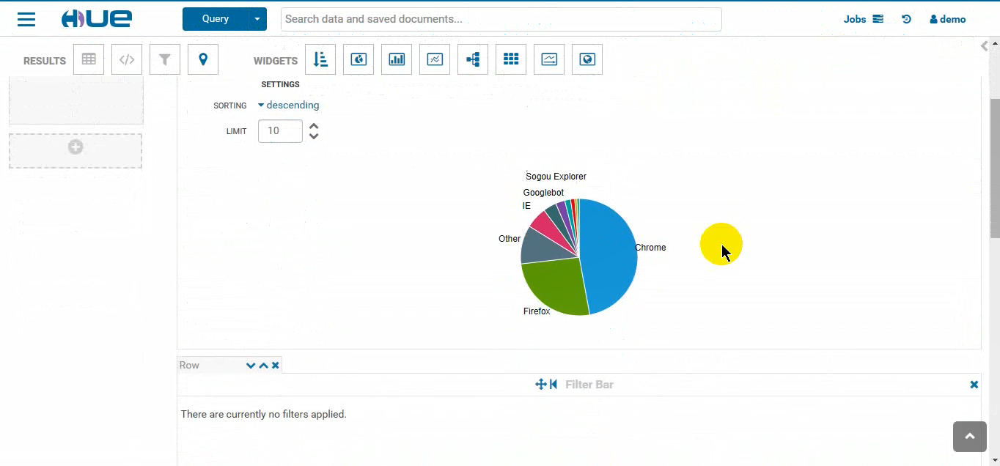 HUE Query Search data and saved documents... Jobs demo
RESULTS WIDGETS
SETTINGS
SORTING descending
LIMIT 10
Sogou Explorer
Googlebot
IE
Other
Chrome
Firefox
Row
Filter Bar
There are currently no filters applied.